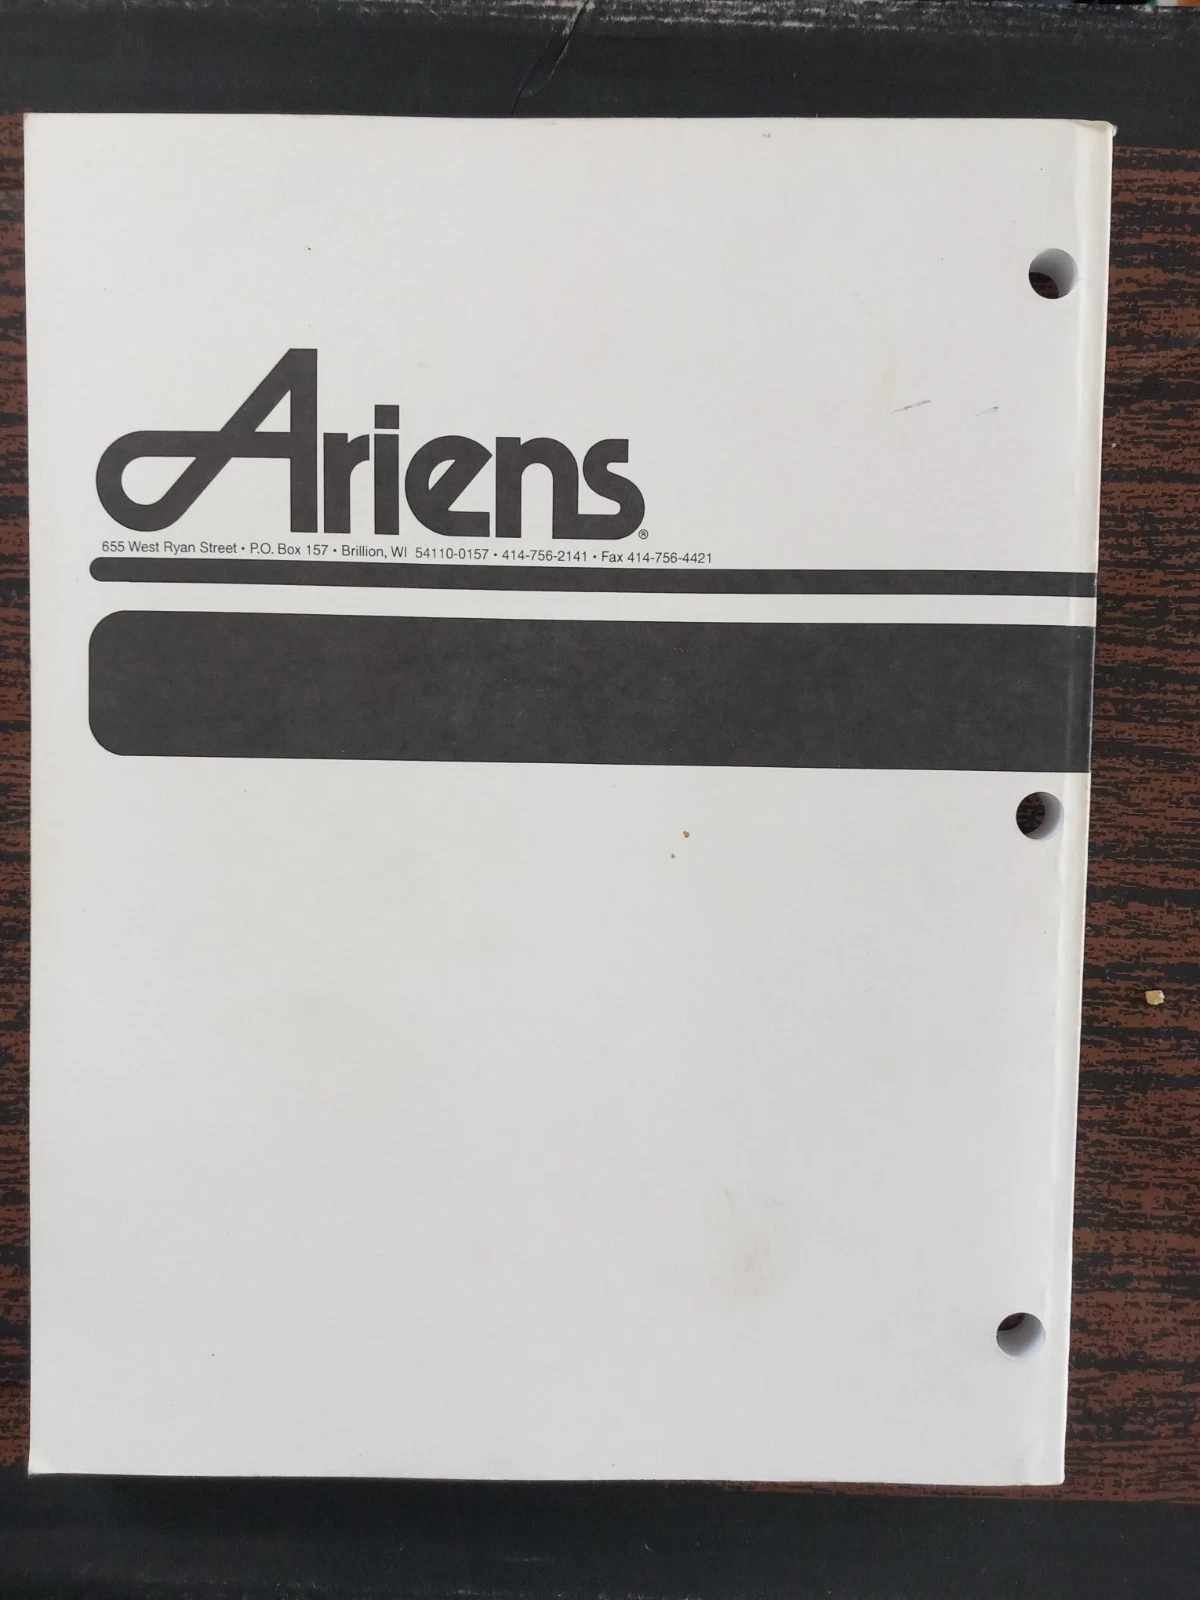 Ariens®
655 West Ryan Street • P.O. Box 157 • Brillion, WI 54110-0157 • 414-756-2141 • Fax 414-756-4421